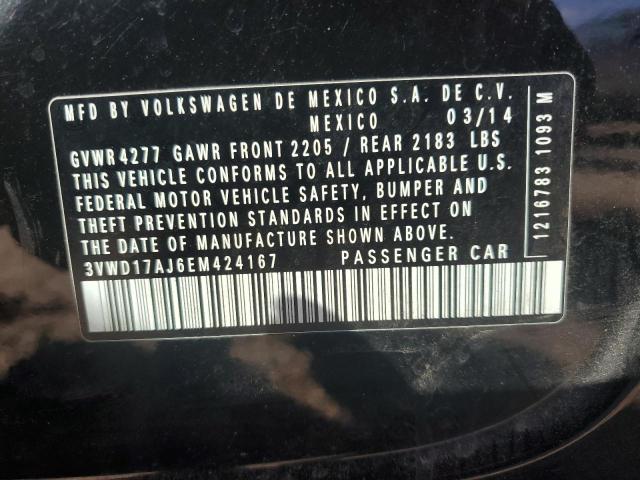 MFD BY VOLKSWAGEN DE MEXICO S.A. DE C.V.
MEXICO 03/14
GVWR 4277 GAWR FRONT 2205 / REAR 2183 LBS
THIS VEHICLE CONFORMS TO ALL APPLICABLE U.S.
FEDERAL MOTOR VEHICLE SAFETY, BUMPER AND
THEFT PREVENTION STANDARDS IN EFFECT ON
THE DATE OF MANUFACTURE SHOWN ABOVE.
3VWD17AJ6EM424167 PASSENGER CAR
1216783 1093 M